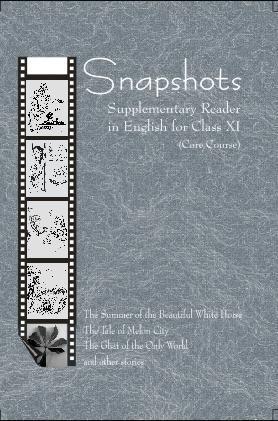 Snapshots
Supplementary Reader
in English for Class XI
(Core Course)
The Summer of the Beautiful White Horse
The Tale of Melon City
The Ghat of the Only World
and other stories